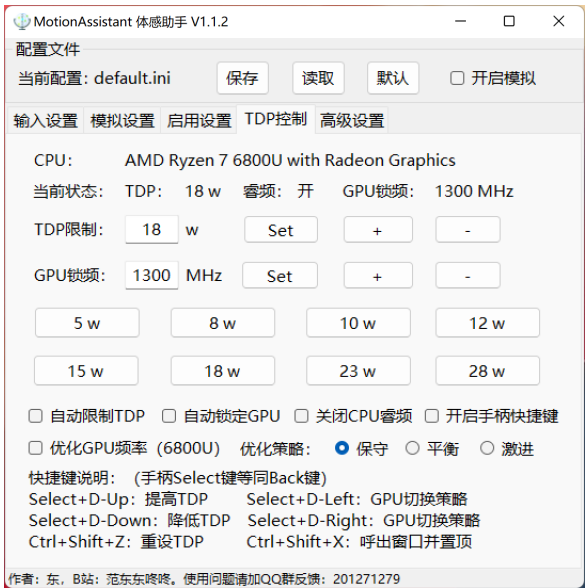 MotionAssistant 体感助手 V1.1.2
配置文件
当前配置: default.ini 保存 读取 默认 开启模拟
输入设置 模拟设置 启用设置 TDP控制 高级设置
CPU: AMD Ryzen 7 6800U with Radeon Graphics
当前状态: TDP: 18 w 睿频: 开 GPU锁频: 1300 MHz
TDP限制: 18 w Set + -
GPU锁频: 1300 MHz Set + -
5 w 8 w 10 w 12 w
15 w 18 w 23 w 28 w
自动限制TDP 自动锁定GPU 关闭CPU睿频 开启手柄快捷键
优化GPU频率 (6800U) 优化策略: 保守 平衡 激进
快捷键说明: (手柄Select键等同Back键)
Select+D-Up: 提高TDP Select+D-Left: GPU切换策略
Select+D-Down: 降低TDP Select+D-Right: GPU切换策略
Ctrl+Shift+Z: 重设TDP Ctrl+Shift+X: 呼出窗口并置顶
作者: 东, B站: 范东东咚咚。使用问题请加QQ群反馈: 201271279